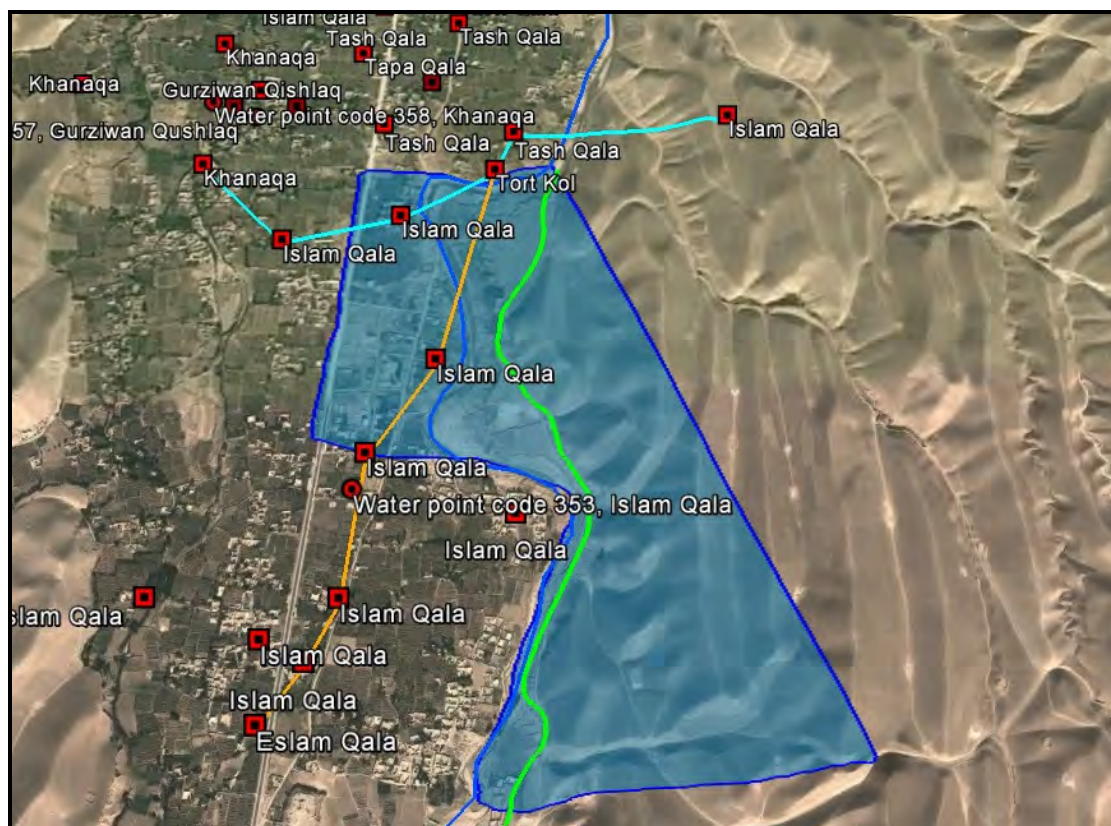 Islam Qala
Tash Qala
Tash Qala
Khanaqa
Tapa Qala
Khanaqa
Gurziwan Qishlaq
Water point code 358, Khanaqa
Islam Qala
57, Gurziwan Qushlaq
Tash Qala
Tash Qala
Khanaqa
Tort Kol
Islam Qala
Islam Qala
Islam Qala
Islam Qala
Water point code 353, Islam Qala
Islam Qala
slam Qala
Islam Qala
Islam Qala
Islam Qala
Eslam Qala